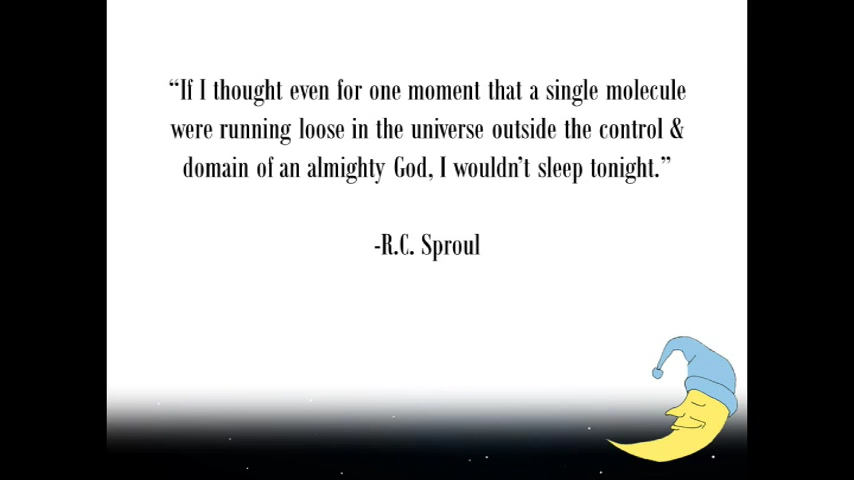 “If I thought even for one moment that a single molecule
were running loose in the universe outside the control &
domain of an almighty God, I wouldn’t sleep tonight.”
-R.C. Sproul